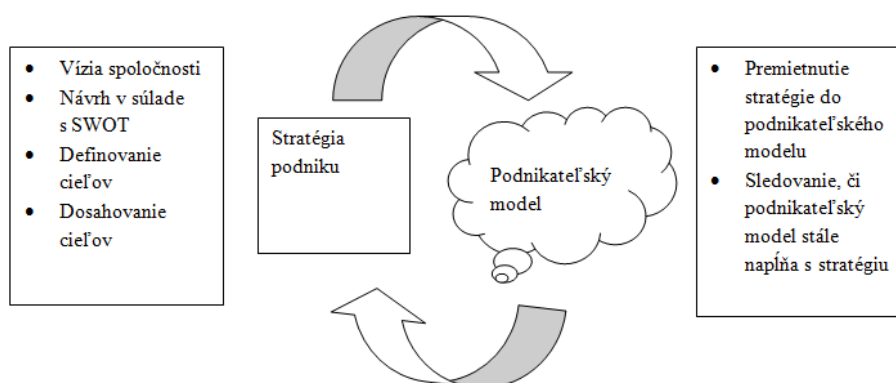 • Vízia spoločnosti
• Návrh v súlade
s SWOT
• Definovanie
cieľov
• Dosahovanie
cieľov
Stratégia
podniku
Podnikateľský
model
• Premietnutie
stratégie do
podnikateľského
modelu
• Sledovanie, či
podnikateľský
model stále
napĺňa s stratégiu